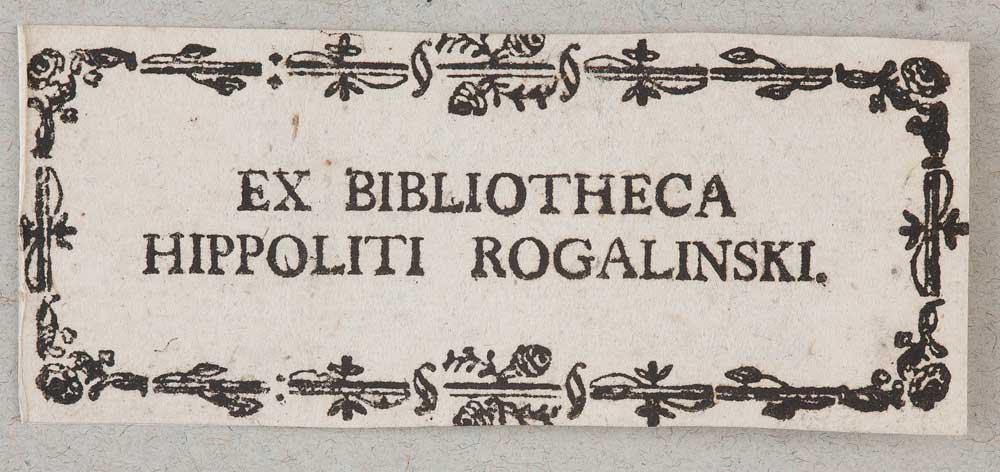 EX BIBLIOTHECA
HIPPOLITI ROGALINSKI.